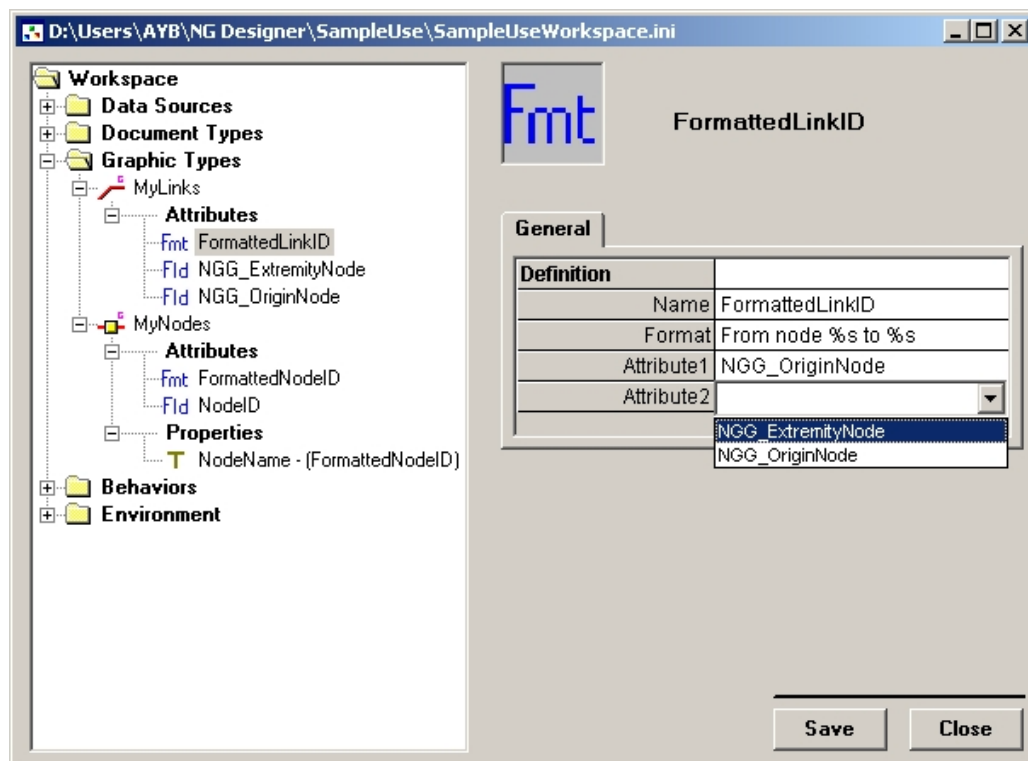 D:\Users\AYB\NG Designer\SampleUse\SampleUseWorkspace.ini
Workspace
Data Sources
Document Types
Graphic Types
MyLinks
Attributes
Fmt FormattedLinkID
Fld NGG_ExtremityNode
Fld NGG_OriginNode
MyNodes
Attributes
Fmt FormattedNodeID
Fld NodeID
Properties
T NodeName - (FormattedNodeID)
Behaviors
Environment
Fmt
FormattedLinkID
General
Definition
Name FormattedLinkID
Format From node %s to %s
Attribute1 NGG_OriginNode
Attribute2
NGG_ExtremityNode
NGG_OriginNode
Save Close